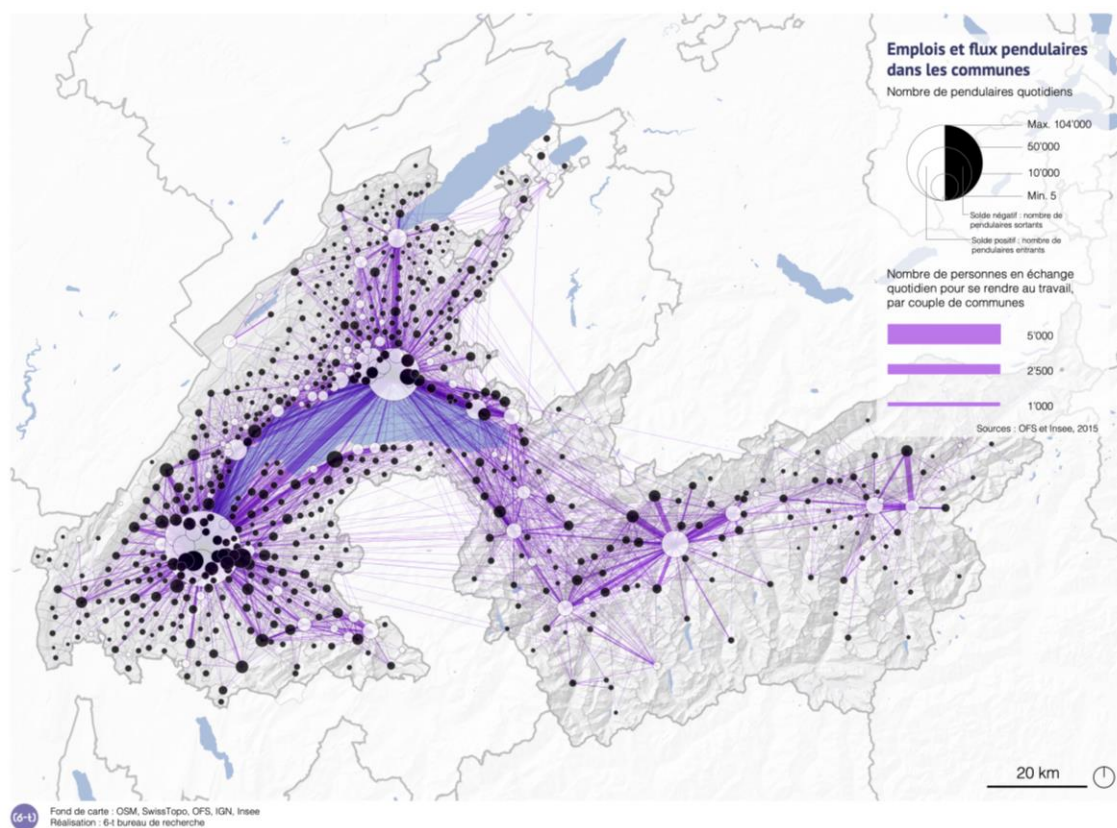 Emplois et flux pendulaires
dans les communes
Nombre de pendulaires quotidiens
Max. 104'000
50'000
10'000
Min. 5
Solde négatif : nombre de
pendulaires sortants
Solde positif : nombre de
pendulaires entrants
Nombre de personnes en échange
quotidien pour se rendre au travail,
par couple de communes
5'000
2'500
1'000
Sources : OFS et Insee, 2015
20 km
(6-t)
Fond de carte : OSM, SwissTopo, OFS, IGN, Insee
Réalisation : 6-t bureau de recherche